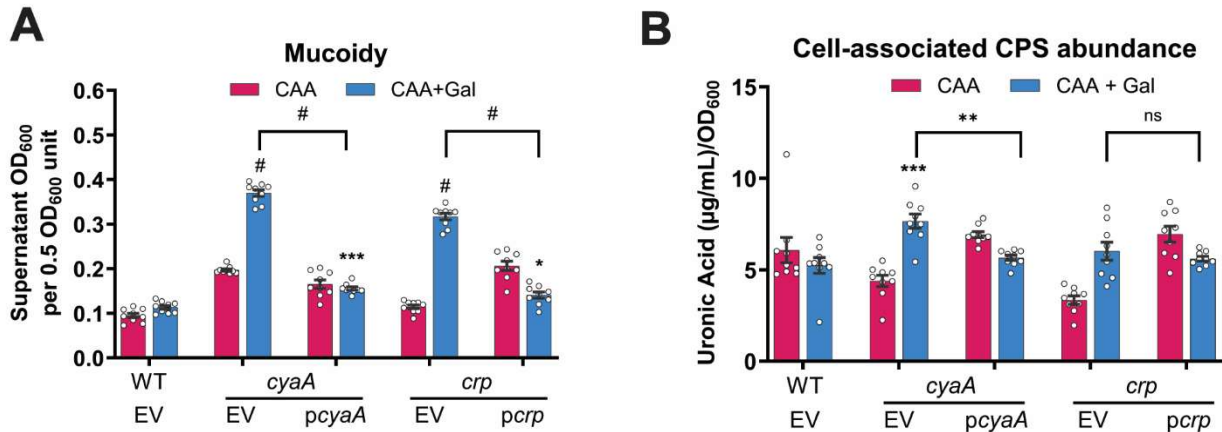 A
Mucoidy
CAA CAA+Gal
Supernatant OD600
per 0.5 OD600 unit
0.6
0.5
0.4
0.3
0.2
0.1
0.0
# #
# *** # *
WT cyaA crp
EV EV pcyaA EV pcrp
B
Cell-associated CPS abundance
CAA CAA + Gal
Uronic Acid (µg/mL)/OD600
15
10
5
0
** ns
***
WT cyaA crp
EV EV pcyaA EV pcrp